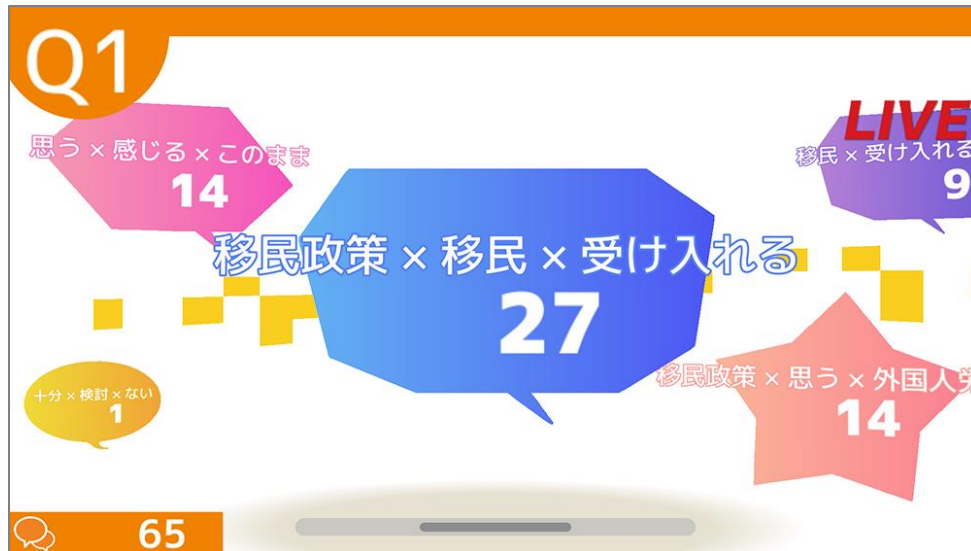 Q1
思う×感じる×このまま
14
LIVE
移民×受け入れる
9
移民政策×移民×受け入れる
27
十分×検討×ない
1
移民政策×思う×外国人
14
65